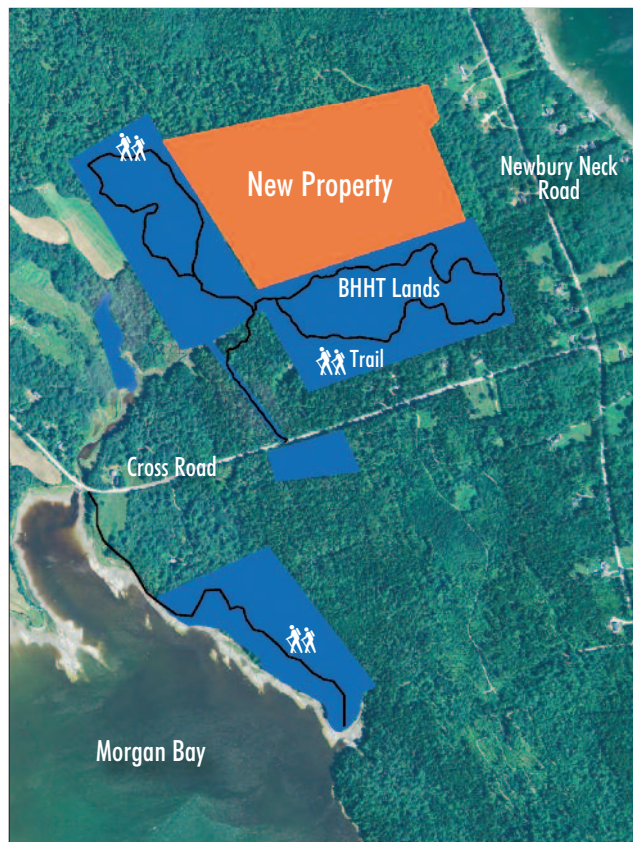 New Property
Newbury Neck
Road
BHHT Lands
Trail
Cross Road
Morgan Bay